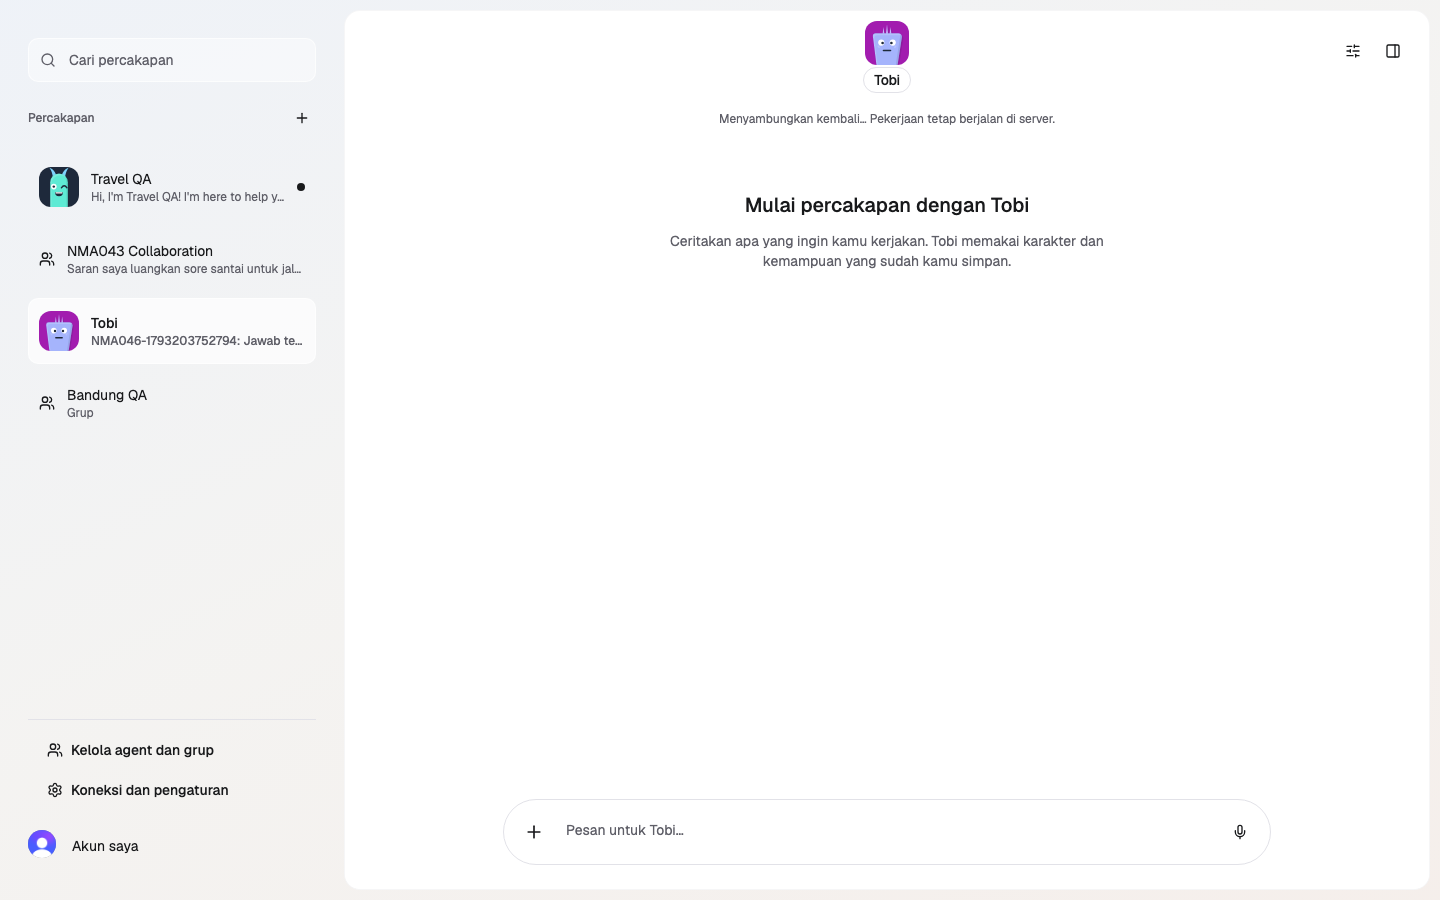 Cari percakapan
Percakapan
Travel QA
Hi, I'm Travel QA! I'm here to help y...
NMA043 Collaboration
Saran saya luangkan sore santai untuk jal...
Tobi
NMA046-1793203752794: Jawab te...
Bandung QA
Grup
Kelola agent dan grup
Koneksi dan pengaturan
Akun saya
Tobi
Menyambungkan kembali... Pekerjaan tetap berjalan di server.
Mulai percakapan dengan Tobi
Ceritakan apa yang ingin kamu kerjakan. Tobi memakai karakter dan
kemampuan yang sudah kamu simpan.
Pesan untuk Tobi...